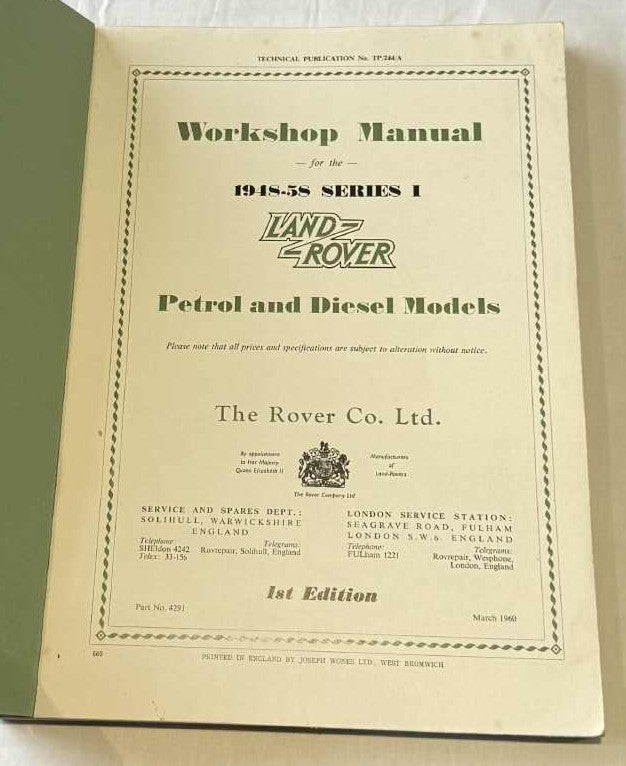 TECHNICAL PUBLICATION No. TP/244/A
Workshop Manual
— for the —
1948-58 SERIES I
LAND
ROVER
Petrol and Diesel Models
Please note that all prices and specifications are subject to alteration without notice.
The Rover Co. Ltd.
By appointment
to Her Majesty
Queen Elizabeth II
Manufacturers
of
Land-Rovers
The Rover Company Ltd
SERVICE AND SPARES DEPT.:
SOLIHULL, WARWICKSHIRE
ENGLAND
Telephone: Telegrams:
SHEldon 4242 Rovrepair, Solihull, England
Telex: 33-156
LONDON SERVICE STATION:
SEAGRAVE ROAD, FULHAM
LONDON S.W.6. ENGLAND
Telephone: Telegrams:
FULham 1221 Rovrepair, Wesphone,
London, England
1st Edition
Part No. 4291
March 1960
660
PRINTED IN ENGLAND BY JOSEPH WONES LTD., WEST BROMWICH